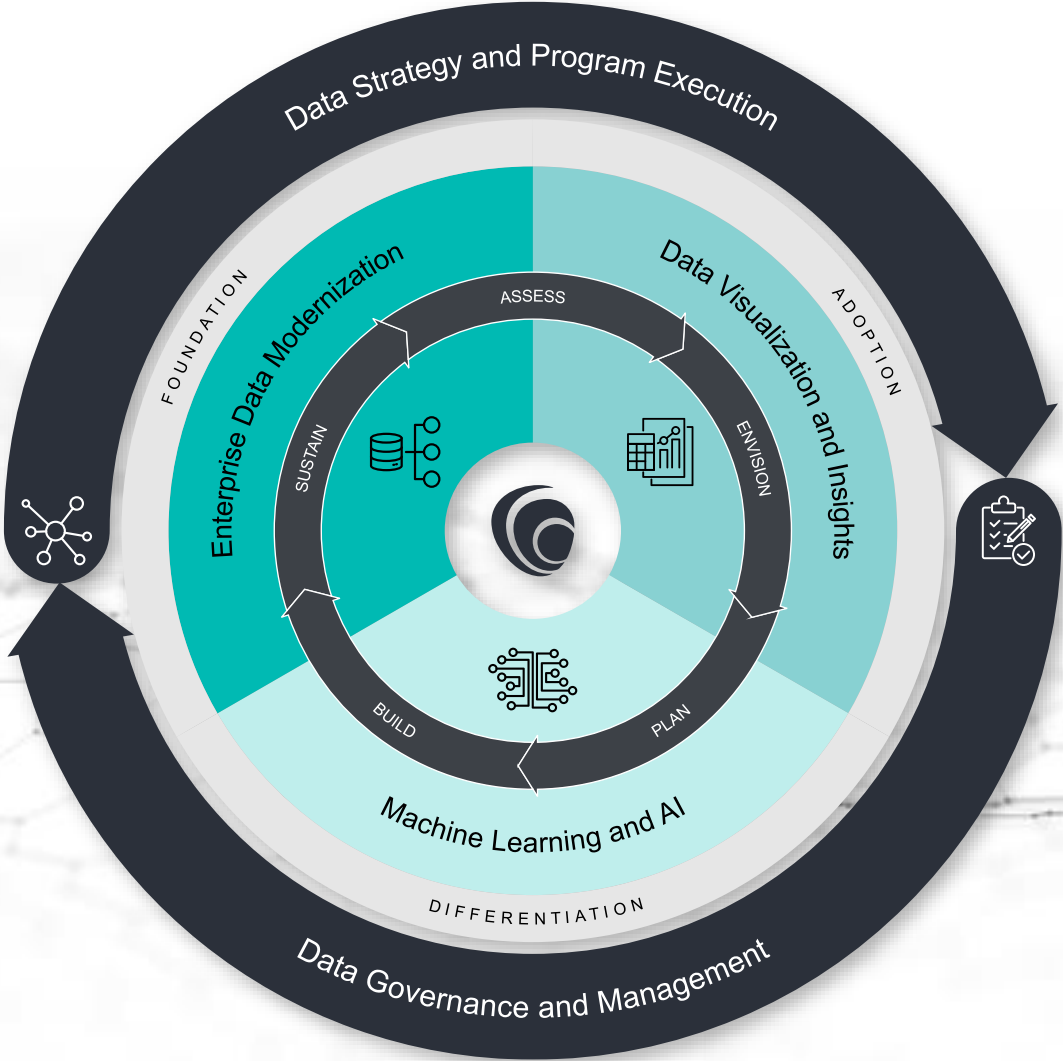 Data Strategy and Program Execution
FOUNDATION
ADOPTION
Enterprise Data Modernization
Data Visualization and Insights
ASSESS
ENVISION
PLAN
BUILD
SUSTAIN
Machine Learning and AI
DIFFERENTIATION
Data Governance and Management